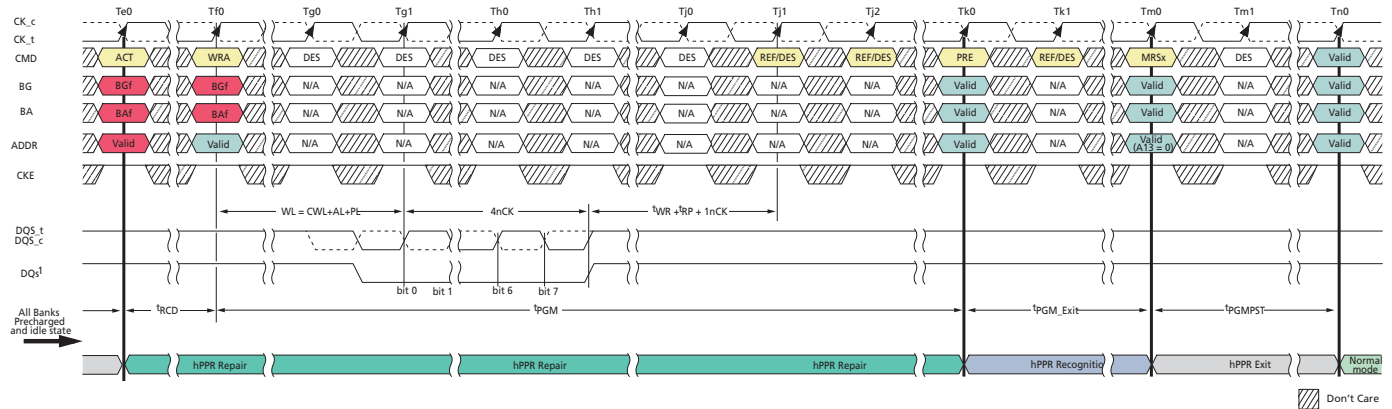 Te0 Tf0 Tg0 Tg1 Th0 Th1 Tj0 Tj1 Tj2 Tk0 Tk1 Tm0 Tm1 Tn0
CK_c
CK_t
CMD ACT WRA DES DES DES DES DES REF/DES REF/DES PRE REF/DES MRSx DES Valid
BG BGf BGf N/A N/A N/A N/A N/A N/A N/A Valid N/A Valid N/A Valid
BA BAf BAf N/A N/A N/A N/A N/A N/A N/A Valid N/A Valid N/A Valid
ADDR Valid Valid N/A N/A N/A N/A N/A N/A N/A Valid N/A Valid (A13 = 0) N/A Valid
CKE
WL = CWL+AL+PL 4nCK tWR + tRP + 1nCK
DQS_t
DQS_c
DQs1
bit 0 bit 1 bit 6 bit 7
All Banks
Precharged
and idle state
tRCD tPGM tPGM_Exit tPGMPST
hPPR Repair hPPR Repair hPPR Repair hPPR Recognitio hPPR Exit Normal
mode
Don't Care